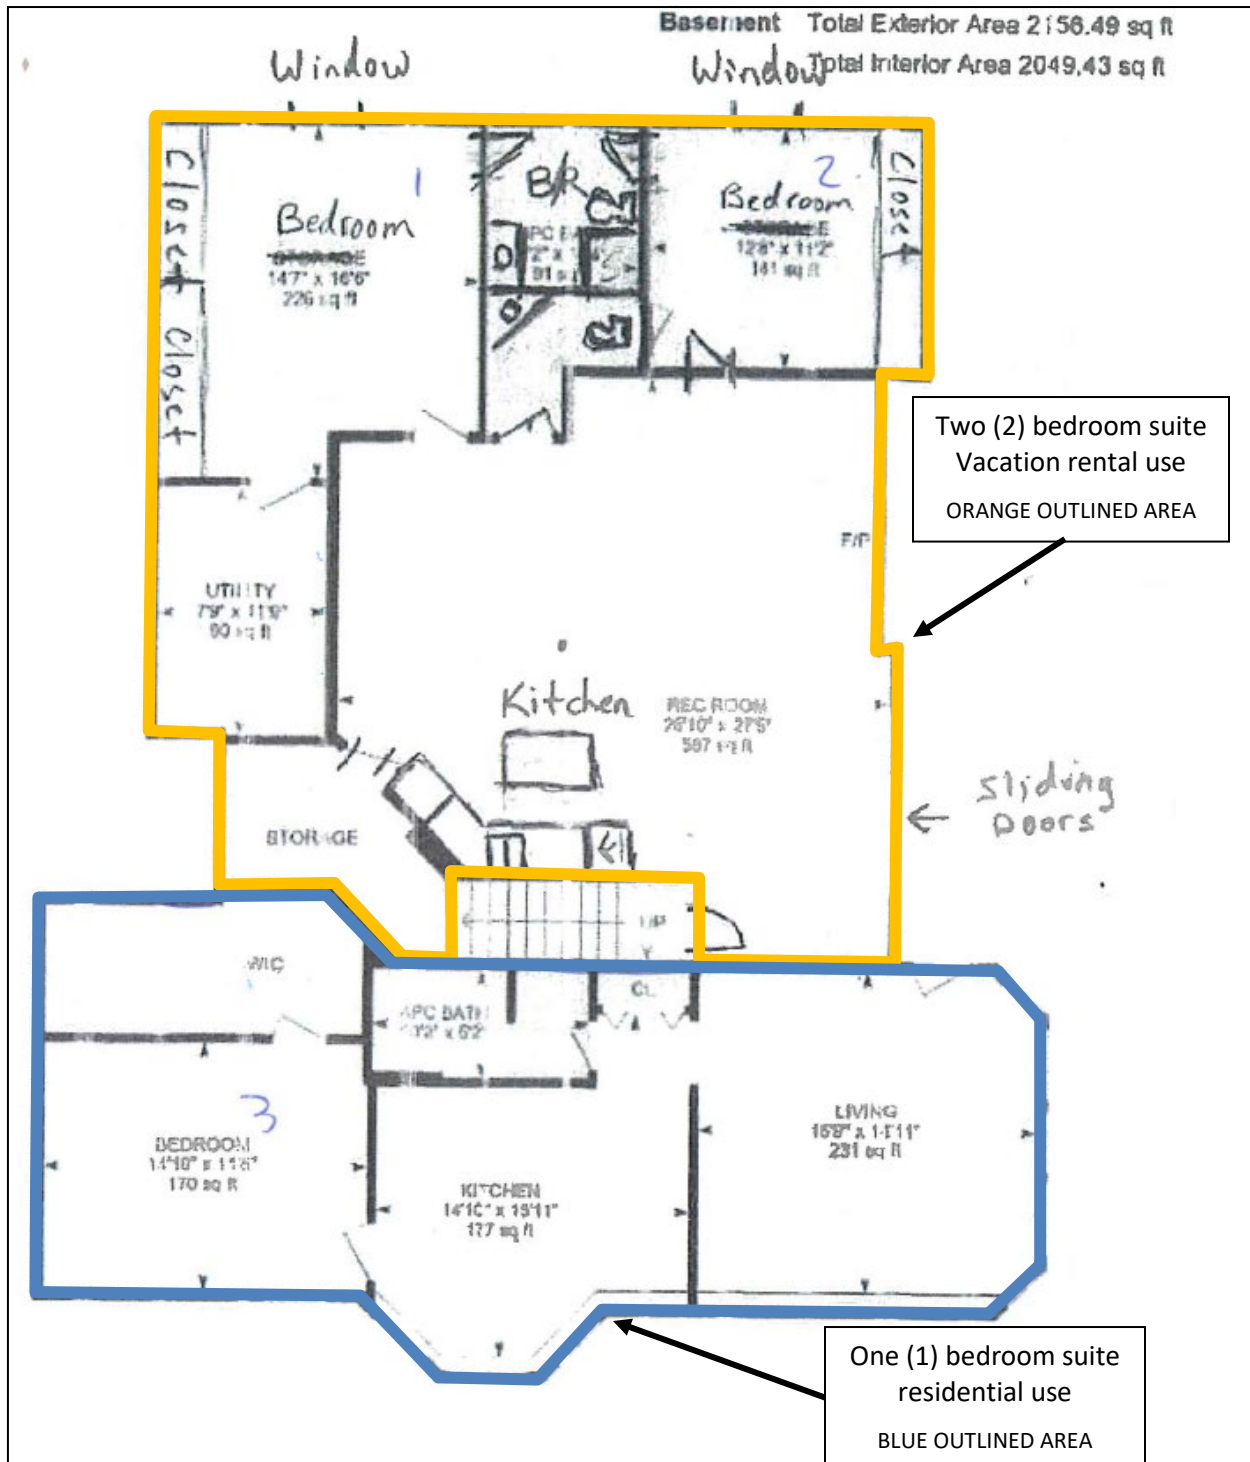 Basement Total Exterior Area 2156.49 sq ft
Total Interior Area 2049.43 sq ft
Window
Window
Closet
Closet
1
Bedroom
STORAGE
14'7" x 16'6"
226 sq ft
B/R
2
Bedroom
STORAGE
12'8" x 11'2"
141 sq ft
Closet
Two (2) bedroom suite
Vacation rental use
ORANGE OUTLINED AREA
F/P
UTILITY
7'9" x 11'9"
90 sq ft
Kitchen
REC ROOM
26'10" x 27'5"
587 sq ft
Sliding
Doors
STORAGE
UP
WIC
CL
4PC BATH
10'2" x 6'2"
3
BEDROOM
170 sq ft
KITCHEN
177 sq ft
LIVING
231 sq ft
One (1) bedroom suite
residential use
BLUE OUTLINED AREA